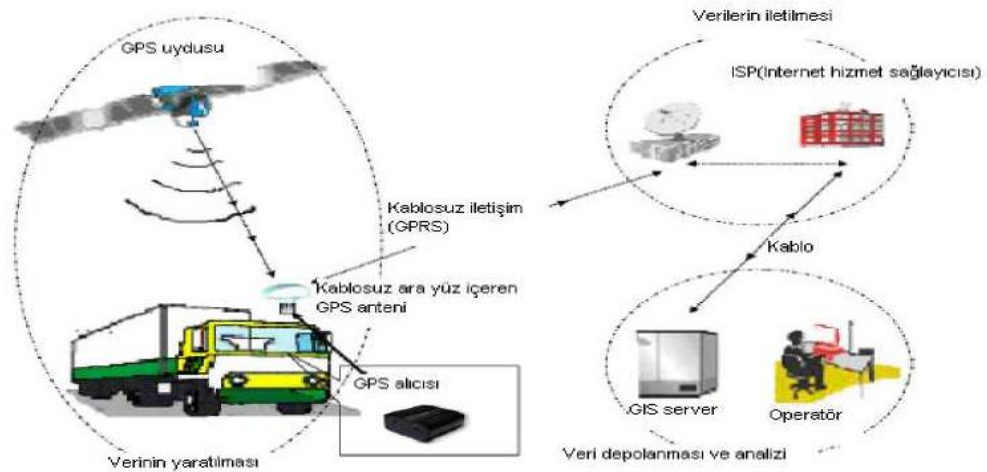 GPS uydusu
Verilerin iletilmesi
ISP(Internet hizmet sağlayıcısı)
Kablosuz iletişim
(GPRS)
Kablo
Kablosuz ara yüz içeren
GPS anteni
GPS alıcısı
GIS server
Operatör
Verinin yaratılması
Veri depolanması ve analizi